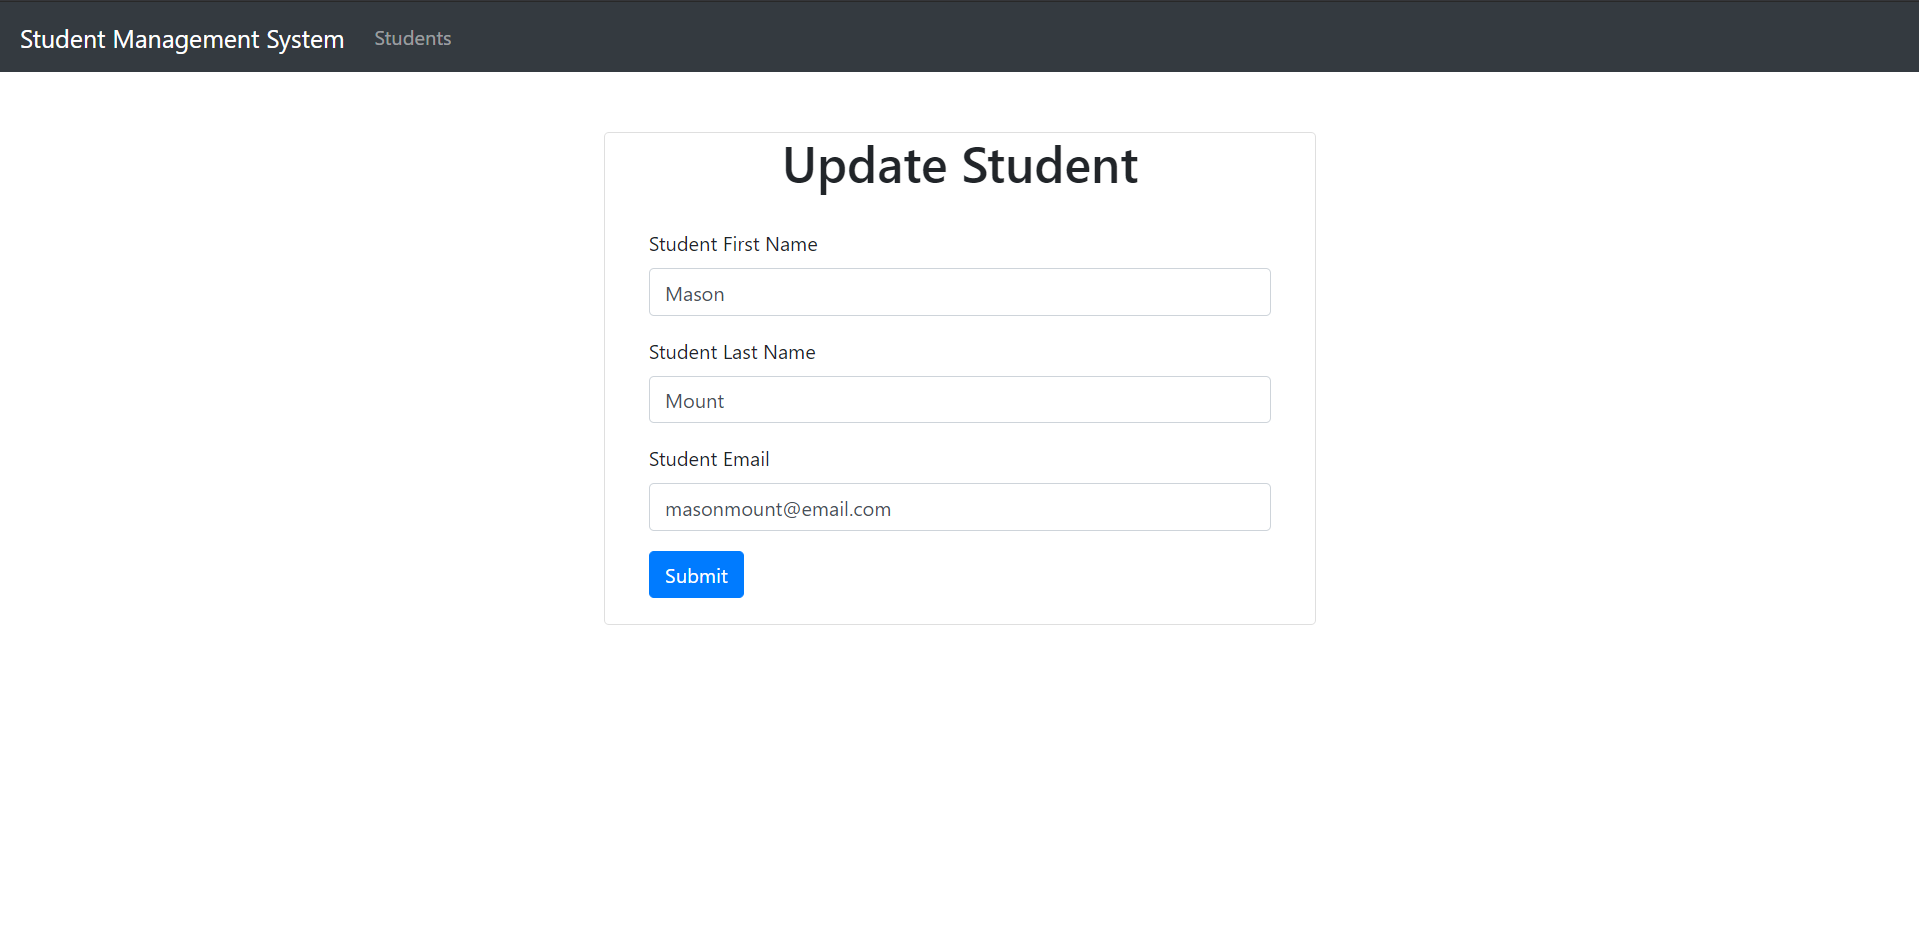 Student Management System Students
Update Student
Student First Name
Mason
Student Last Name
Mount
Student Email
masonmount@email.com
Submit